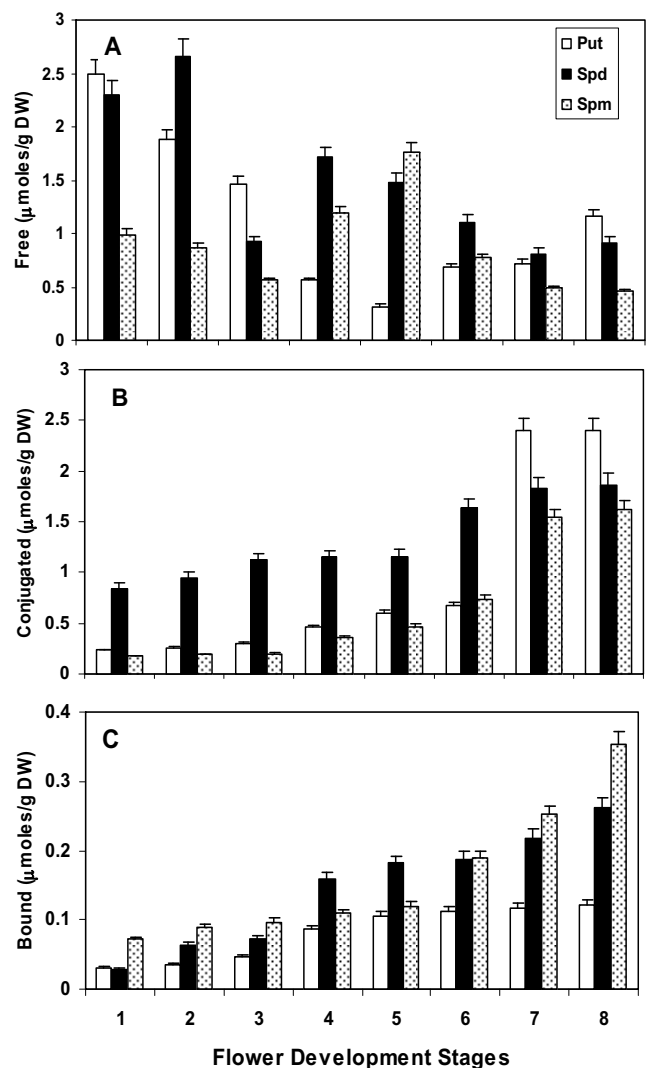 A
Put
Spd
Spm
Free (μmoles/g DW)
3
2.5
2
1.5
1
0.5
0
B
Conjugated (μmoles/g DW)
3
2.5
2
1.5
1
0.5
0
C
Bound (μmoles/g DW)
0.4
0.3
0.2
0.1
0
1 2 3 4 5 6 7 8
Flower Development Stages